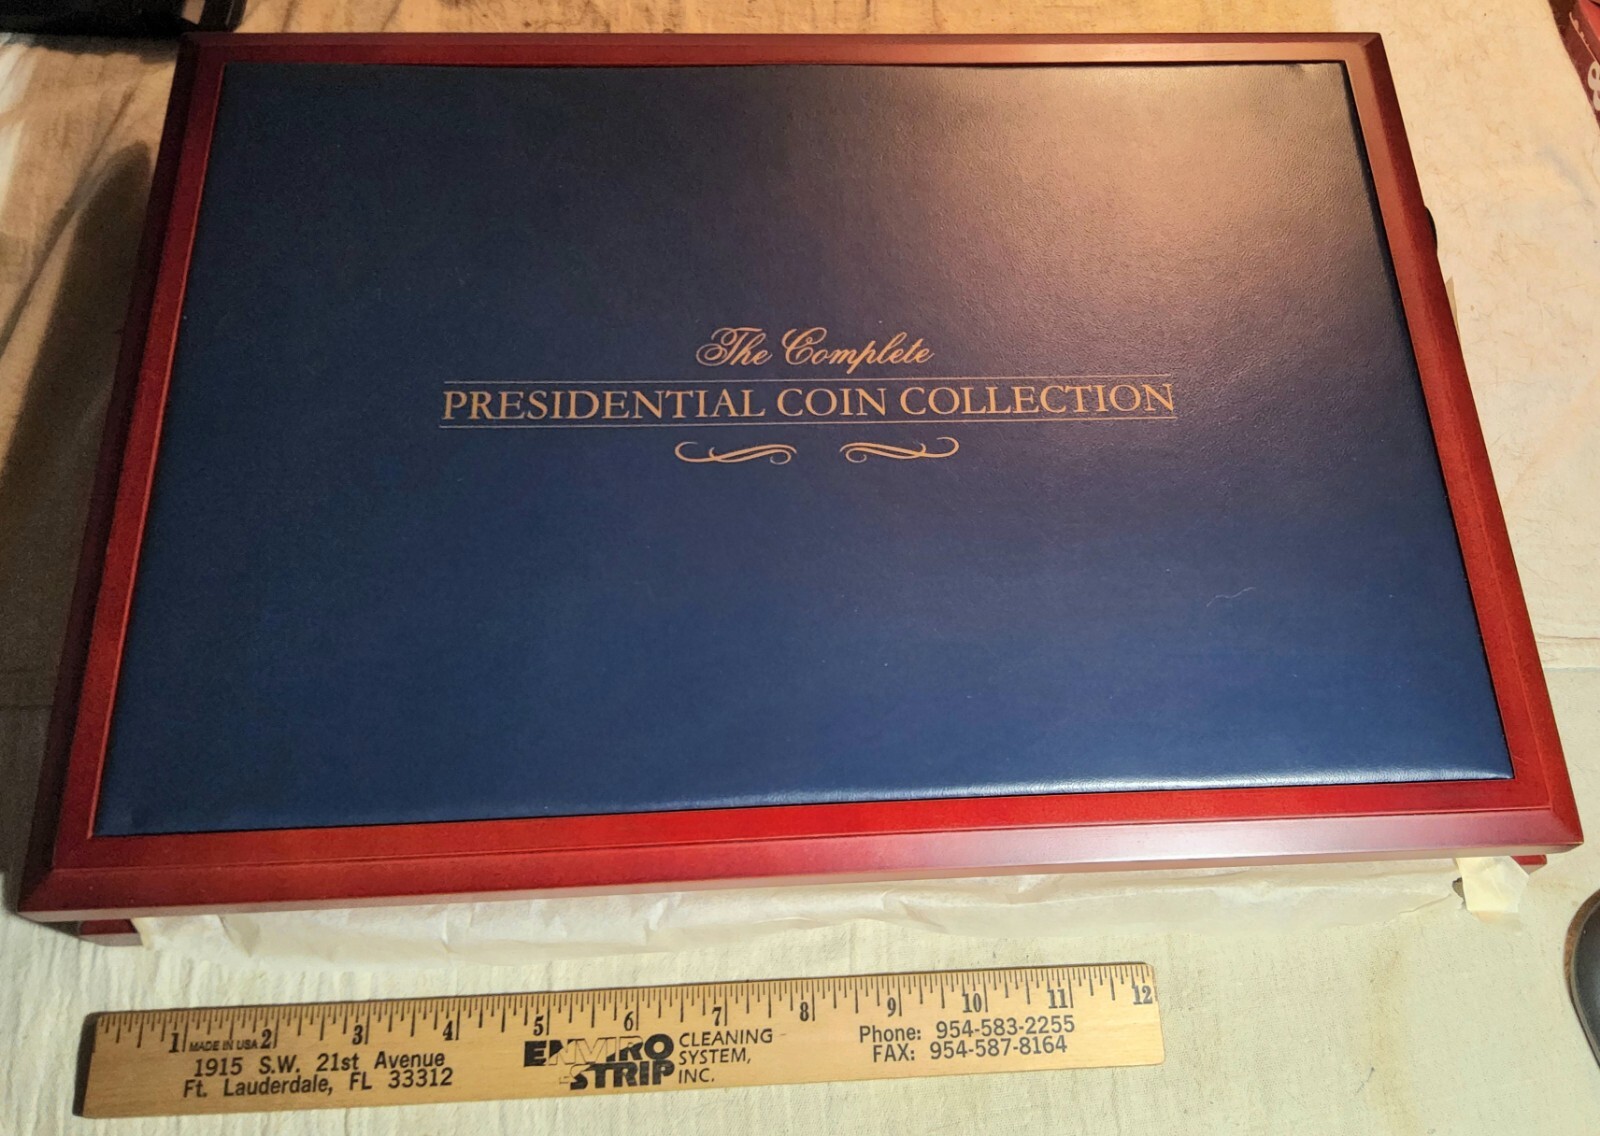 The Complete
PRESIDENTIAL COIN COLLECTION
1 2 3 4 5 6 7 8 9 10 11 12
MADE IN USA
1915 S.W. 21st Avenue
Ft. Lauderdale, FL 33312
ENVIRO STRIP
CLEANING
SYSTEM,
INC.
Phone: 954-583-2255
FAX: 954-587-8164